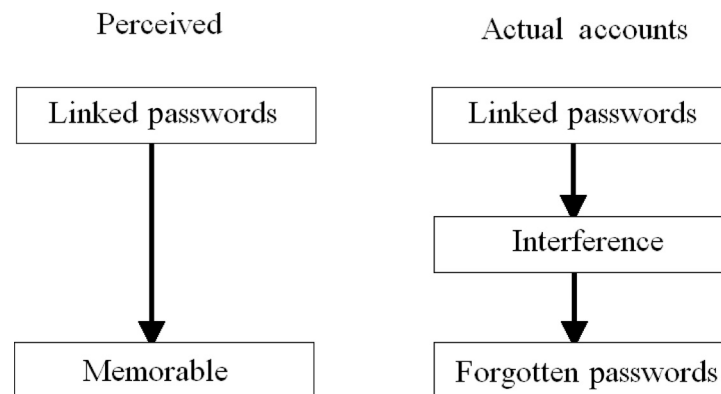 Perceived
Actual accounts
Linked passwords
Linked passwords
Interference
Memorable
Forgotten passwords